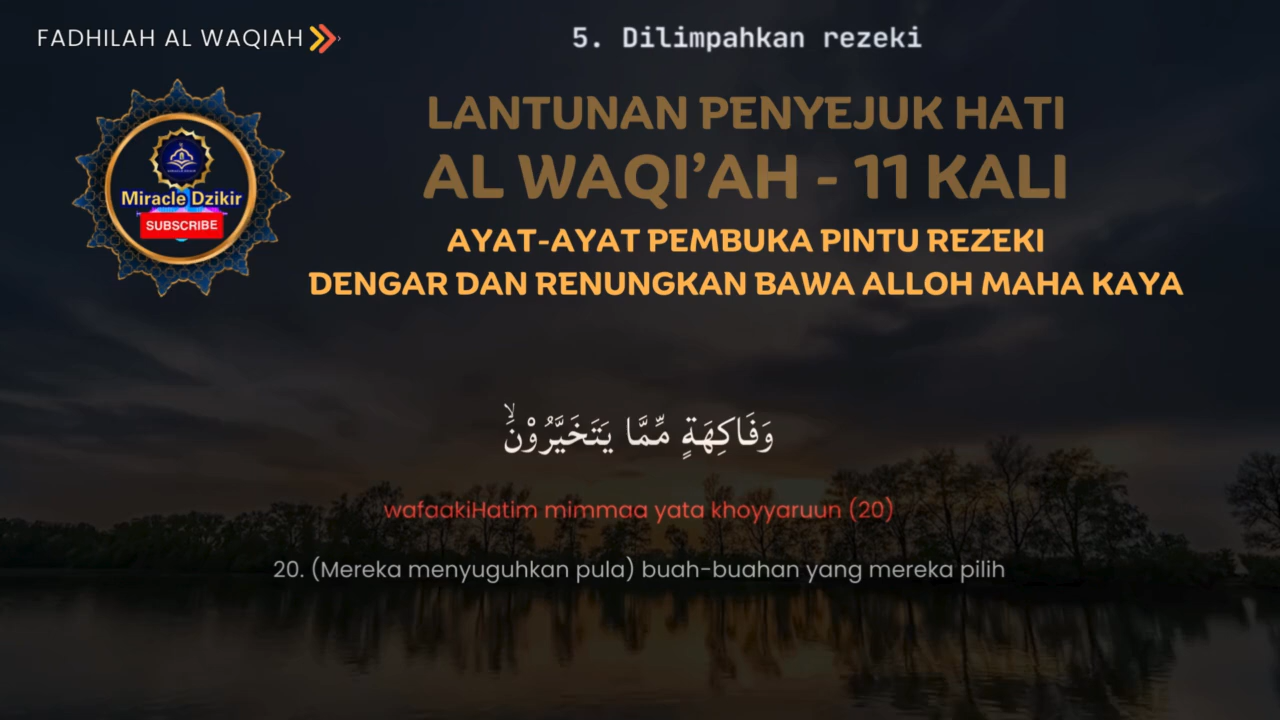 FADHILAH AL WAQIAH
5. Dilimpahkan rezeki
LANTUNAN PENYEJUK HATI
AL WAQI'AH - 11 KALI
AYAT-AYAT PEMBUKA PINTU REZEKI
DENGAR DAN RENUNGKAN BAWA ALLOH MAHA KAYA
Miracle Dzikir
SUBSCRIBE
وَفَاكِهَةٍ مِّمَّا يَتَخَيَّرُوْنَۙ
wafaakiHatim mimmaa yata khoyyaruun (20)
20. (Mereka menyuguhkan pula) buah-buahan yang mereka pilih